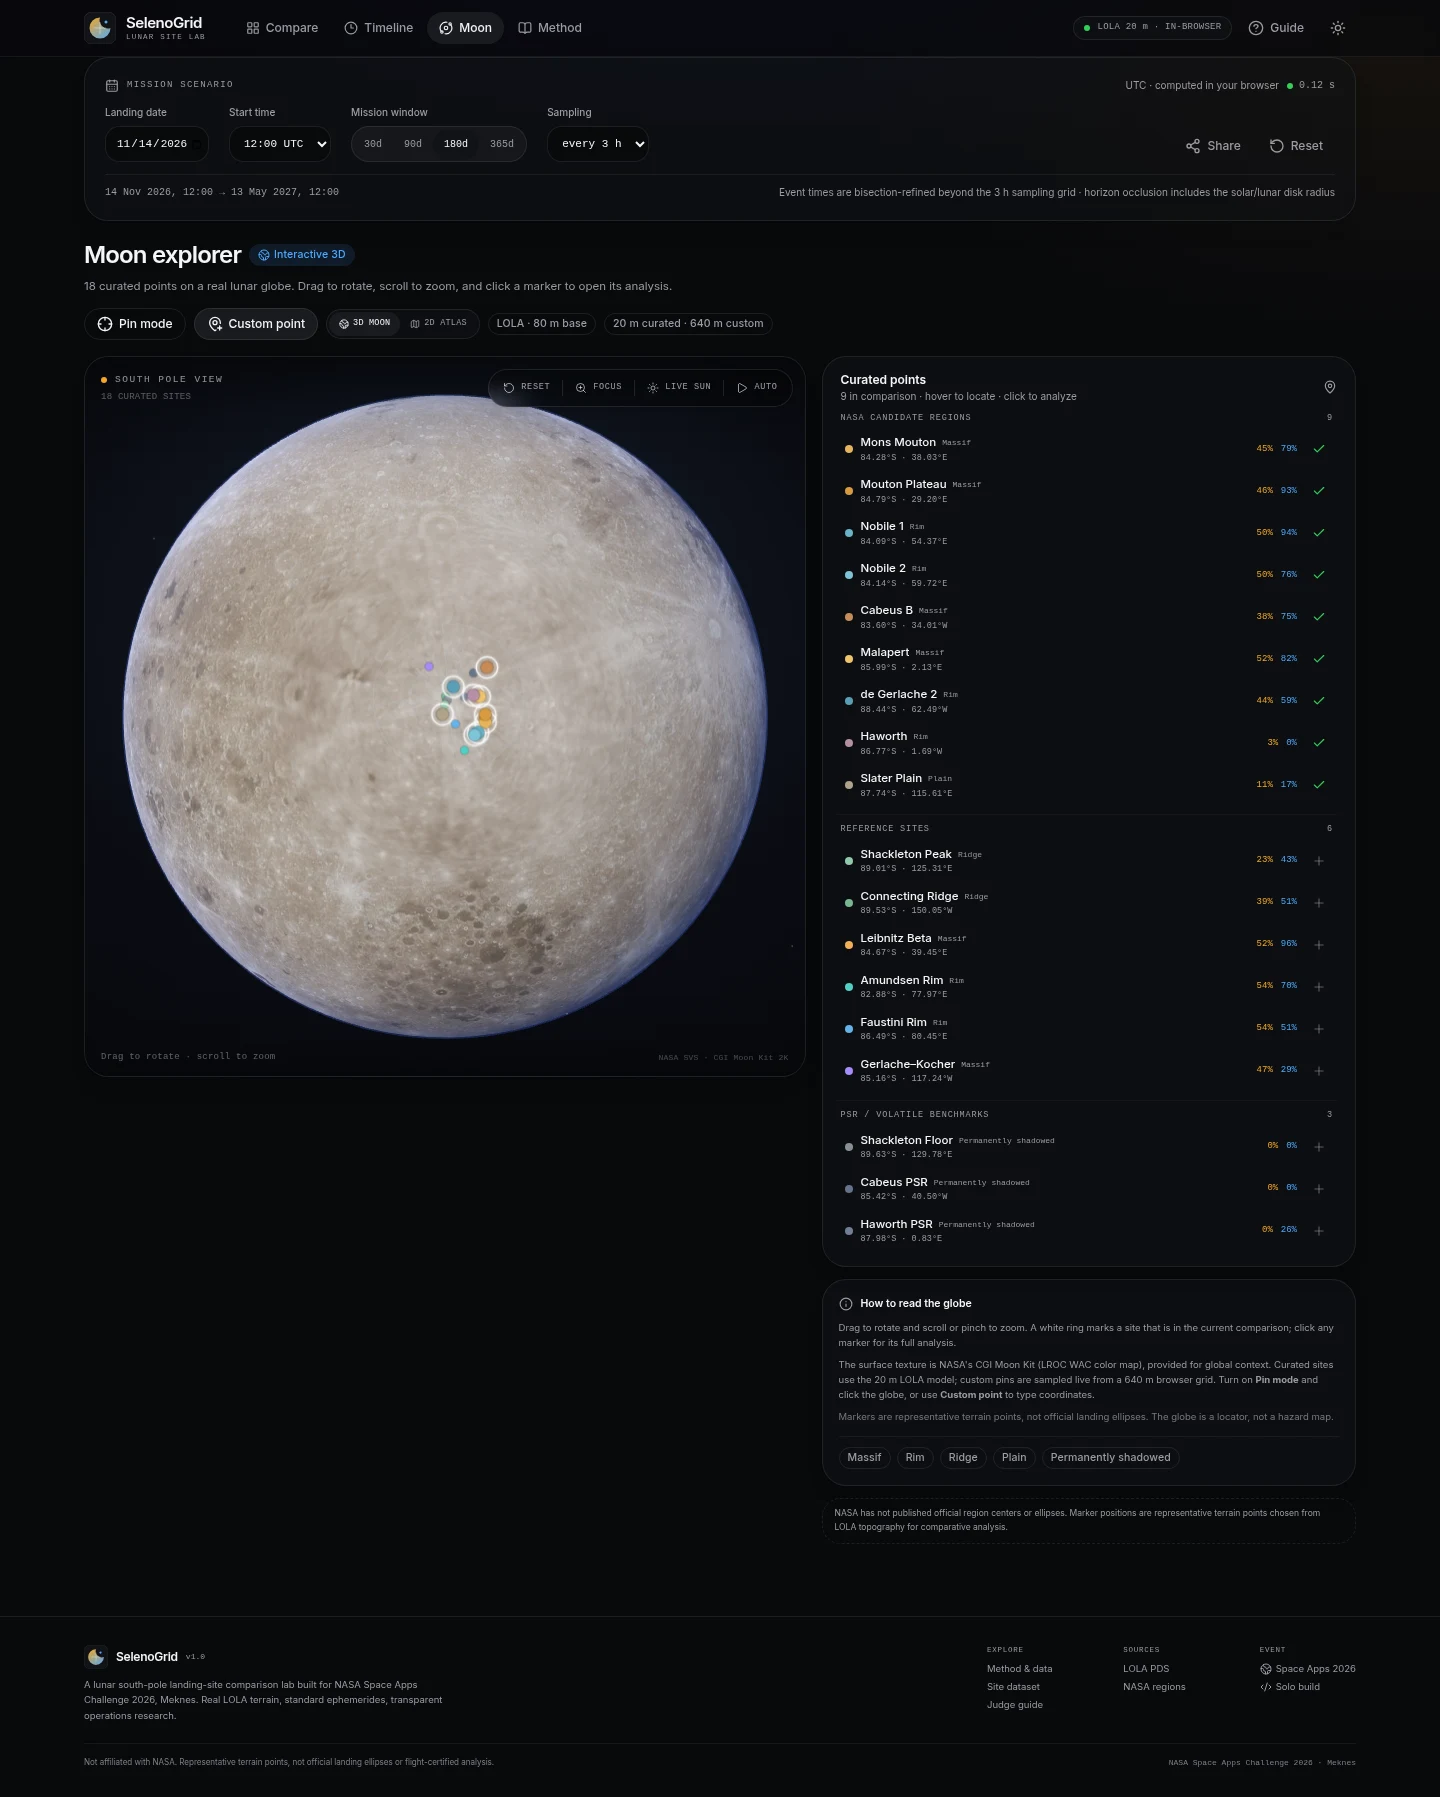 SelenoGrid
LUNAR SITE LAB
Compare
Timeline
Moon
Method
LOLA 20 m · IN-BROWSER
Guide
MISSION SCENARIO
UTC · computed in your browser
0.12 s
Landing date
Start time
Mission window
Sampling
11/14/2026
12:00 UTC
30d
90d
180d
365d
every 3 h
Share
Reset
14 Nov 2026, 12:00 → 13 May 2027, 12:00
Event times are bisection-refined beyond the 3 h sampling grid · horizon occlusion includes the solar/lunar disk radius
Moon explorer
Interactive 3D
18 curated points on a real lunar globe. Drag to rotate, scroll to zoom, and click a marker to open its analysis.
Pin mode
Custom point
3D MOON
2D ATLAS
LOLA · 80 m base
20 m curated · 640 m custom
SOUTH POLE VIEW
18 CURATED SITES
RESET
FOCUS
LIVE SUN
AUTO
Drag to rotate · scroll to zoom
NASA SVS · CGI Moon Kit 2K
Curated points
9 in comparison · hover to locate · click to analyze
NASA CANDIDATE REGIONS 9
Mons Mouton Massif
84.28°S · 38.03°E
45% 79%
Mouton Plateau Massif
84.79°S · 29.20°E
46% 93%
Nobile 1 Rim
84.09°S · 54.37°E
50% 94%
Nobile 2 Rim
84.14°S · 59.72°E
50% 76%
Cabeus B Massif
83.60°S · 34.01°W
38% 75%
Malapert Massif
85.99°S · 2.13°E
52% 82%
de Gerlache 2 Rim
88.44°S · 62.49°W
44% 59%
Haworth Rim
86.77°S · 1.69°W
3% 0%
Slater Plain Plain
87.74°S · 115.61°E
11% 17%
REFERENCE SITES 6
Shackleton Peak Ridge
89.01°S · 125.31°E
23% 43%
Connecting Ridge Ridge
89.53°S · 150.05°W
39% 51%
Leibnitz Beta Massif
84.67°S · 39.45°E
52% 96%
Amundsen Rim Rim
82.88°S · 77.97°E
54% 70%
Faustini Rim Rim
86.49°S · 80.45°E
54% 51%
Gerlache–Kocher Massif
85.16°S · 117.24°W
47% 29%
PSR / VOLATILE BENCHMARKS 3
Shackleton Floor Permanently shadowed
89.63°S · 129.78°E
0% 0%
Cabeus PSR Permanently shadowed
85.42°S · 40.50°W
0% 0%
Haworth PSR Permanently shadowed
87.98°S · 0.83°E
0% 26%
How to read the globe
Drag to rotate and scroll or pinch to zoom. A white ring marks a site that is in the current comparison; click any
marker for its full analysis.
The surface texture is NASA's CGI Moon Kit (LROC WAC color map), provided for global context. Curated sites
use the 20 m LOLA model; custom pins are sampled live from a 640 m browser grid. Turn on Pin mode and
click the globe, or use Custom point to type coordinates.
Markers are representative terrain points, not official landing ellipses. The globe is a locator, not a hazard map.
Massif
Rim
Ridge
Plain
Permanently shadowed
NASA has not published official region centers or ellipses. Marker positions are representative terrain points chosen from
LOLA topography for comparative analysis.
SelenoGrid v1.0
A lunar south-pole landing-site comparison lab built for NASA Space Apps
Challenge 2026, Meknes. Real LOLA terrain, standard ephemerides, transparent
operations research.
EXPLORE
Method & data
Site dataset
Judge guide
SOURCES
LOLA PDS
NASA regions
EVENT
Space Apps 2026
Solo build
Not affiliated with NASA. Representative terrain points, not official landing ellipses or flight-certified analysis.
NASA Space Apps Challenge 2026 · Meknes